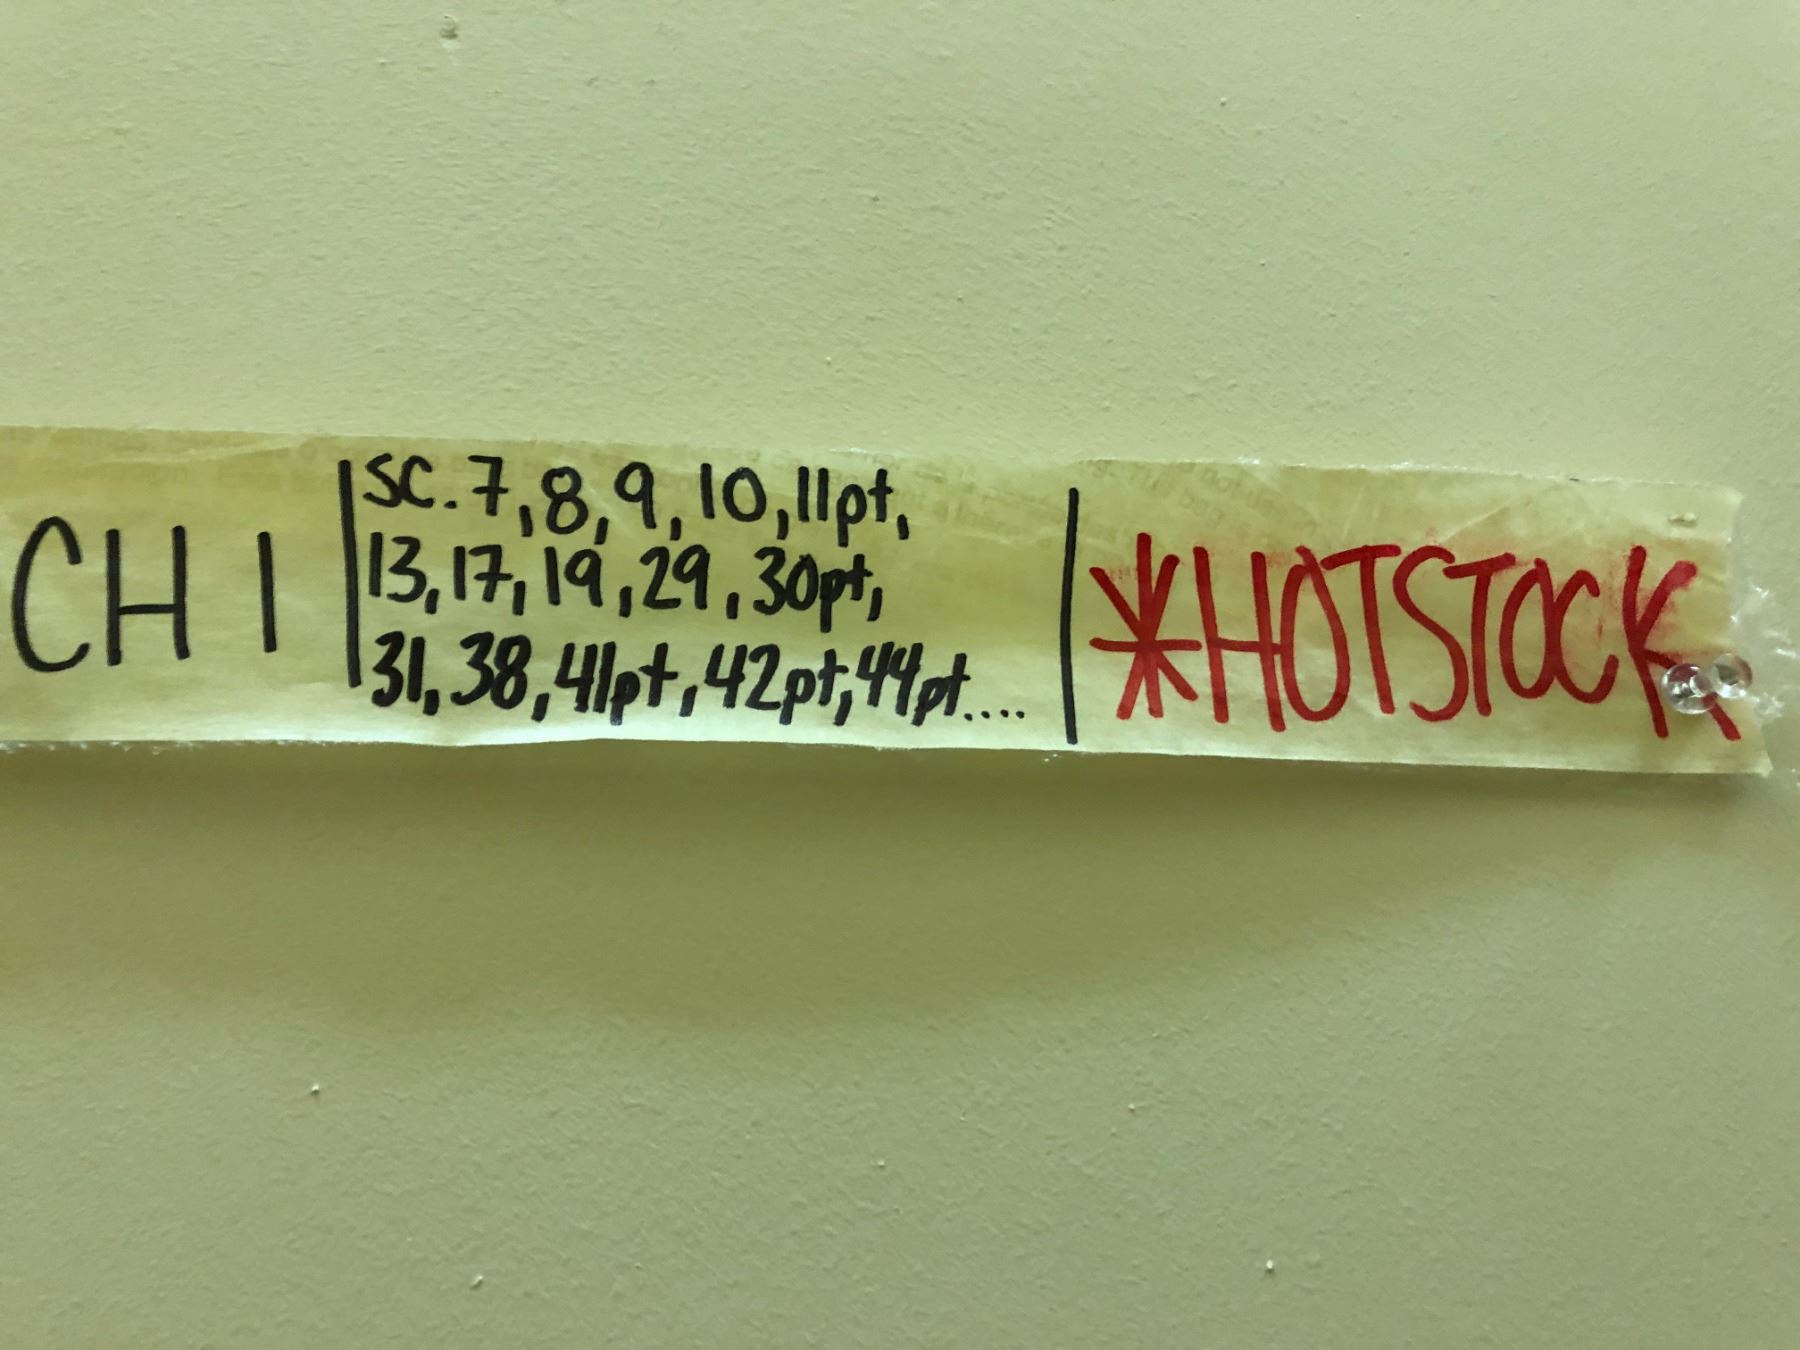 CH 1
sc. 7, 8, 9, 10, 11pt,
13, 17, 19, 29, 30pt,
31, 38, 41pt, 42pt, 44pt....
*HOTSTOCK